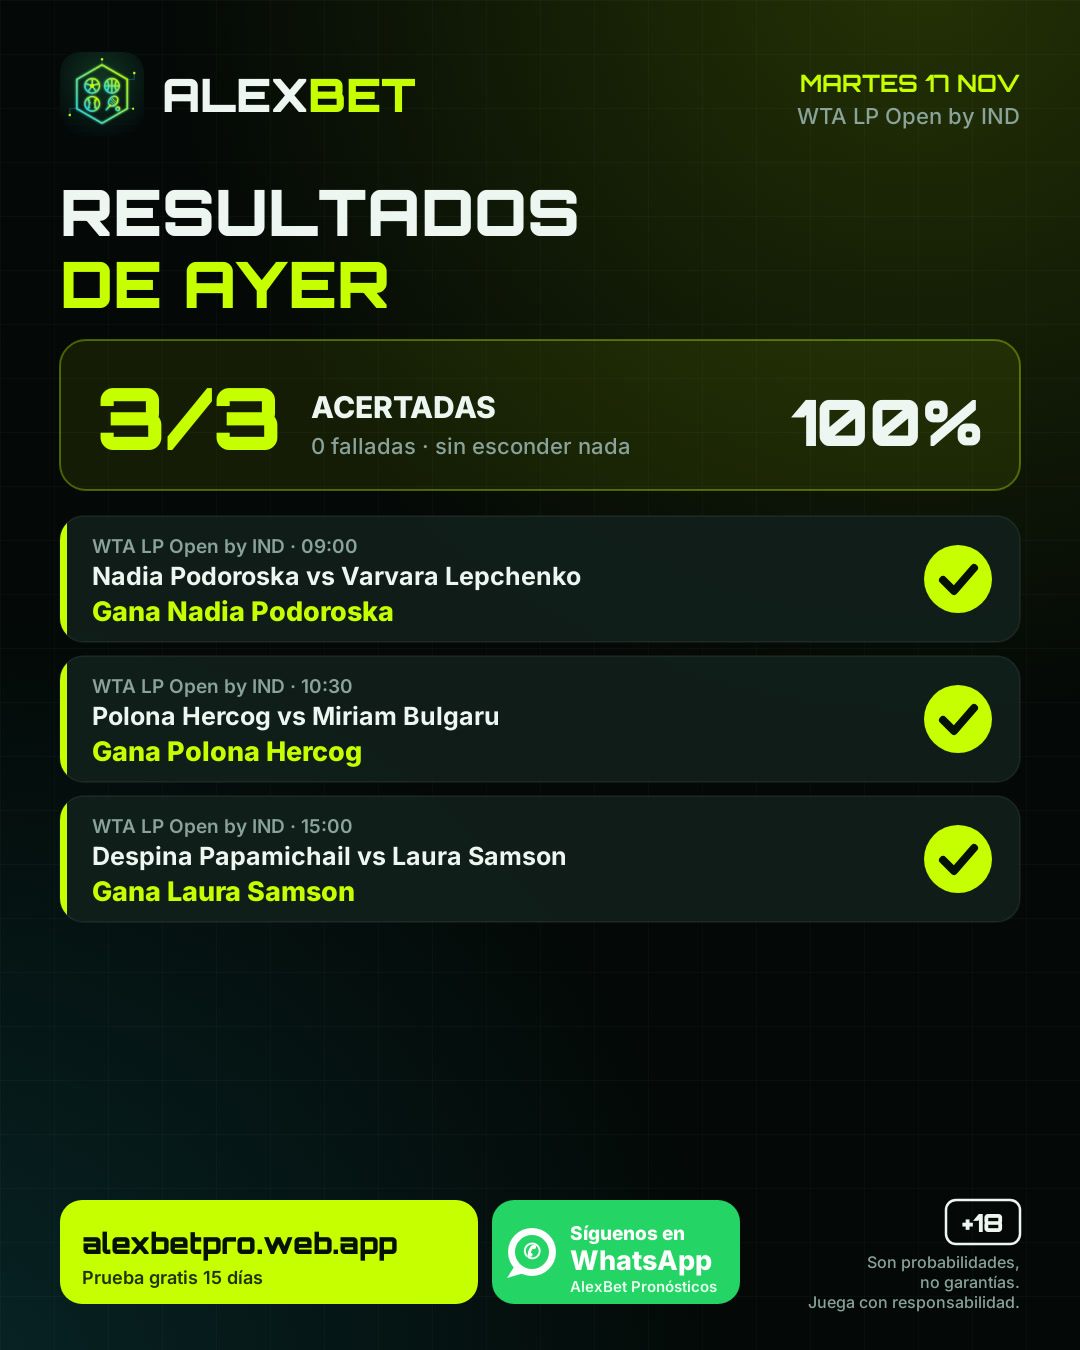 ALEXBET
MARTES 17 NOV
WTA LP Open by IND
RESULTADOS
DE AYER
3/3
ACERTADAS
0 falladas · sin esconder nada
100%
WTA LP Open by IND · 09:00
Nadia Podoroska vs Varvara Lepchenko
Gana Nadia Podoroska
WTA LP Open by IND · 10:30
Polona Hercog vs Miriam Bulgaru
Gana Polona Hercog
WTA LP Open by IND · 15:00
Despina Papamichail vs Laura Samson
Gana Laura Samson
alexbetpro.web.app
Prueba gratis 15 días
Síguenos en
WhatsApp
AlexBet Pronósticos
+18
Son probabilidades,
no garantías.
Juega con responsabilidad.